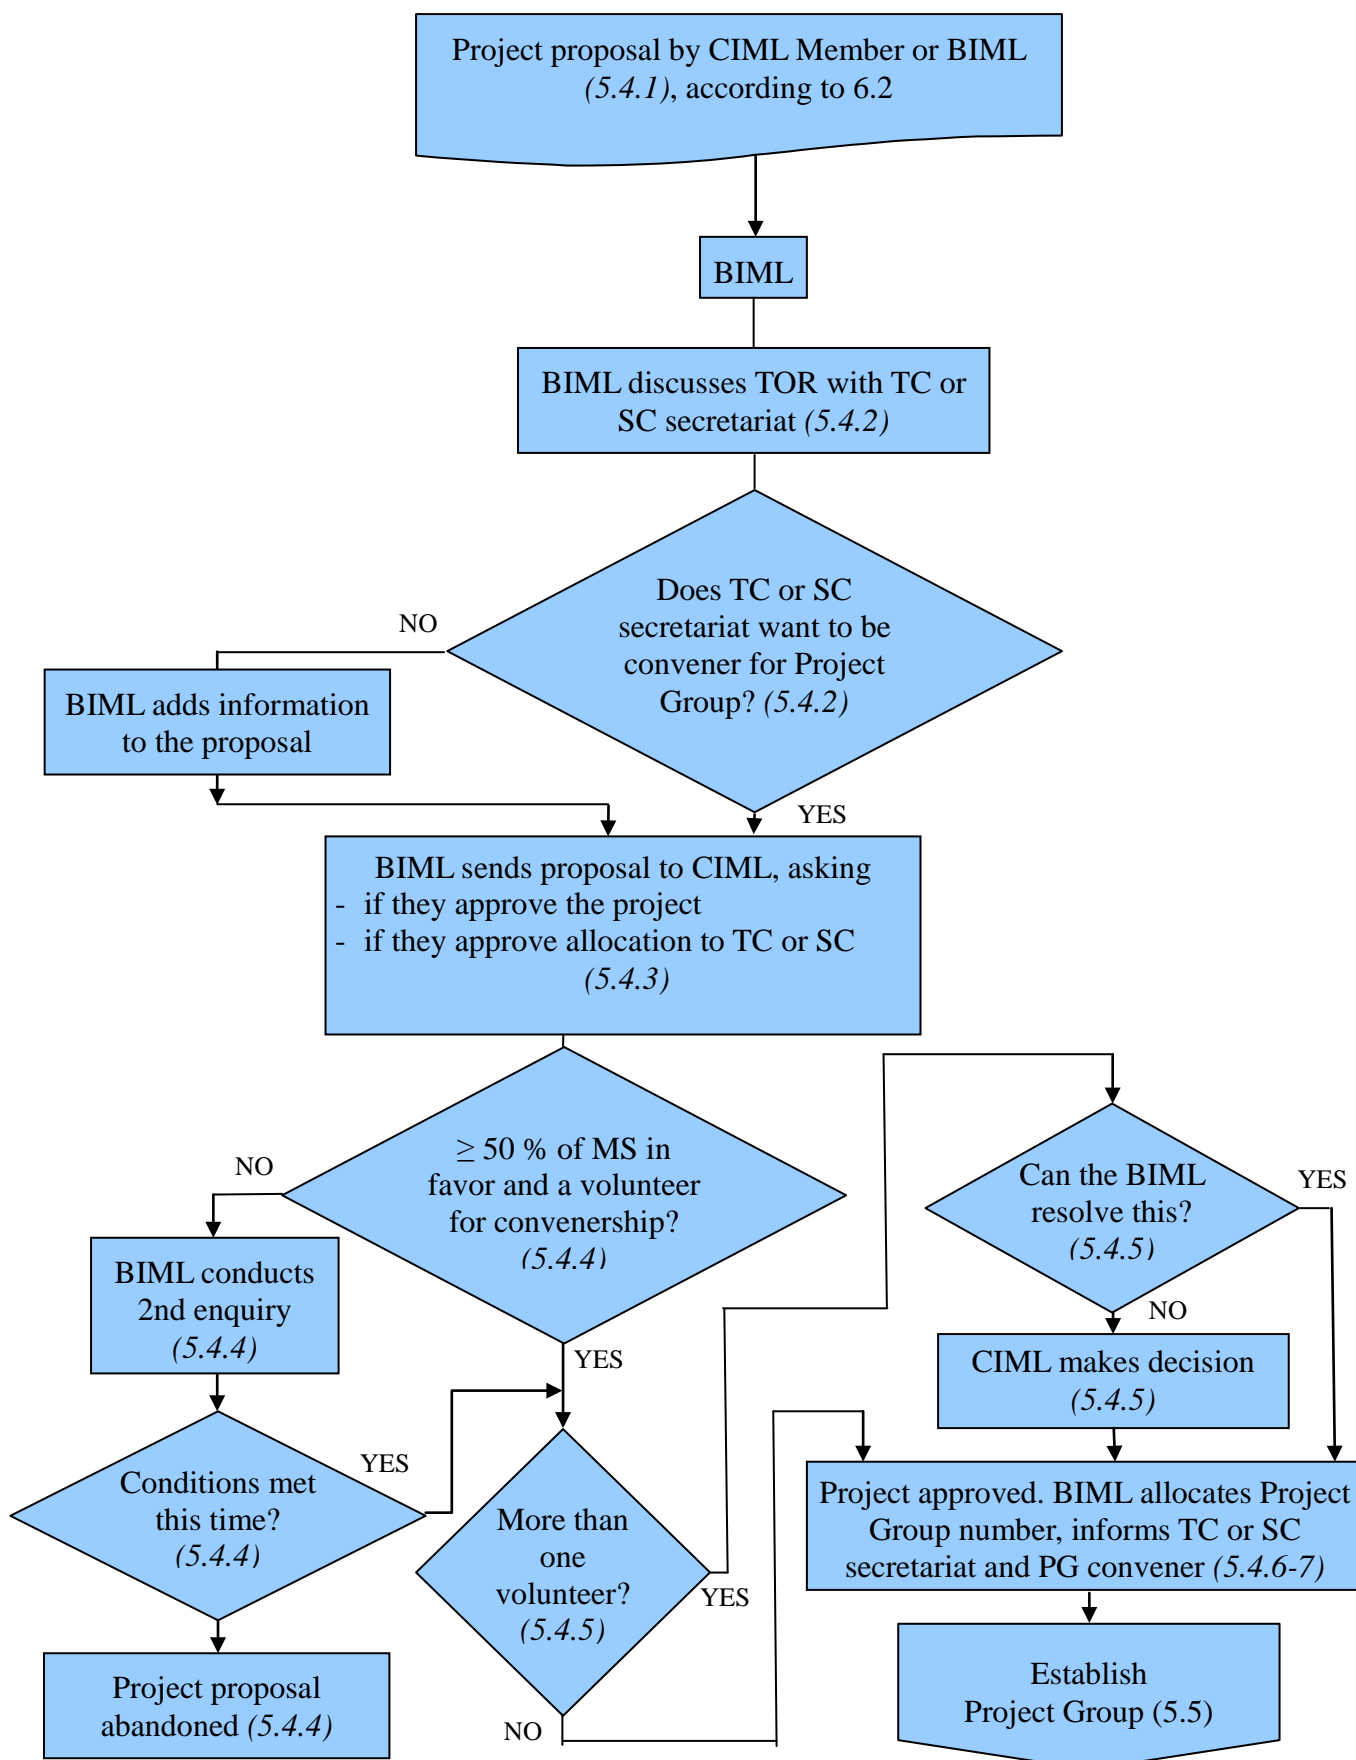 Project proposal by CIML Member or BIML
(5.4.1), according to 6.2
BIML
BIML discusses TOR with TC or
SC secretariat (5.4.2)
Does TC or SC
secretariat want to be
convener for Project
Group? (5.4.2)
NO
BIML adds information
to the proposal
YES
BIML sends proposal to CIML, asking
- if they approve the project
- if they approve allocation to TC or SC
(5.4.3)
≥ 50 % of MS in
favor and a volunteer
for convenership?
(5.4.4)
NO
BIML conducts
2nd enquiry
(5.4.4)
YES
Conditions met
this time?
(5.4.4)
YES
Project proposal
abandoned (5.4.4)
More than
one
volunteer?
(5.4.5)
YES
NO
Can the BIML
resolve this?
(5.4.5)
YES
NO
CIML makes decision
(5.4.5)
Project approved. BIML allocates Project
Group number, informs TC or SC
secretariat and PG convener (5.4.6-7)
Establish
Project Group (5.5)